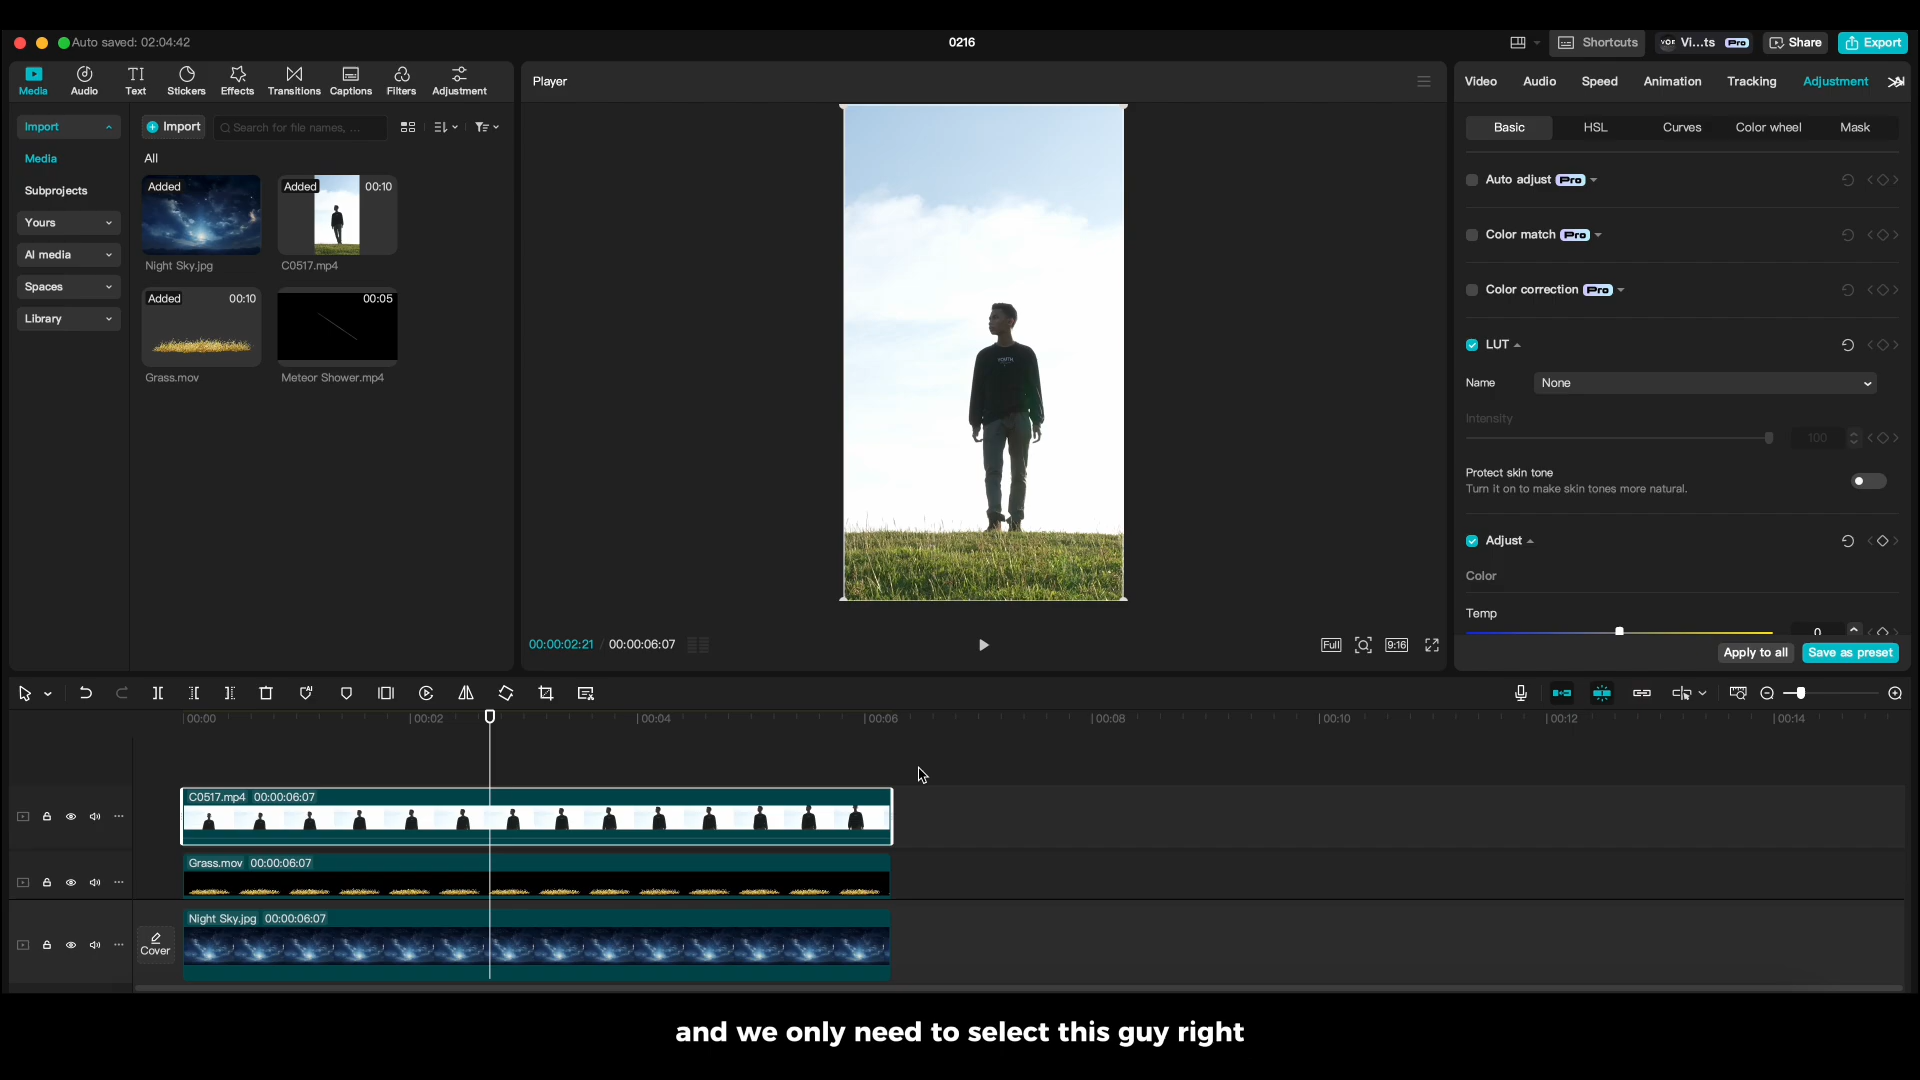 Auto saved: 02:04:42
0216
Shortcuts
VCE Vi...ts Pro
Share
Export
Media
Audio
Text
Stickers
Effects
Transitions
Captions
Filters
Adjustment
Import
Media
Subprojects
Yours
AI media
Spaces
Library
Import
Search for file names, ...
All
Added
Night Sky.jpg
Added 00:10
C0517.mp4
Added 00:10
Grass.mov
00:05
Meteor Shower.mp4
Player
YOUTH
00:00:02:21 / 00:00:06:07
Full
9:16
Video
Audio
Speed
Animation
Tracking
Adjustment
Basic
HSL
Curves
Color wheel
Mask
Auto adjust Pro
Color match Pro
Color correction Pro
LUT
Name
None
Intensity
100
Protect skin tone
Turn it on to make skin tones more natural.
Adjust
Color
Temp
0
Apply to all
Save as preset
00:00
00:02
00:04
00:06
00:08
00:10
00:12
00:14
C0517.mp4 00:00:06:07
Grass.mov 00:00:06:07
Night Sky.jpg 00:00:06:07
Cover
and we only need to select this guy right